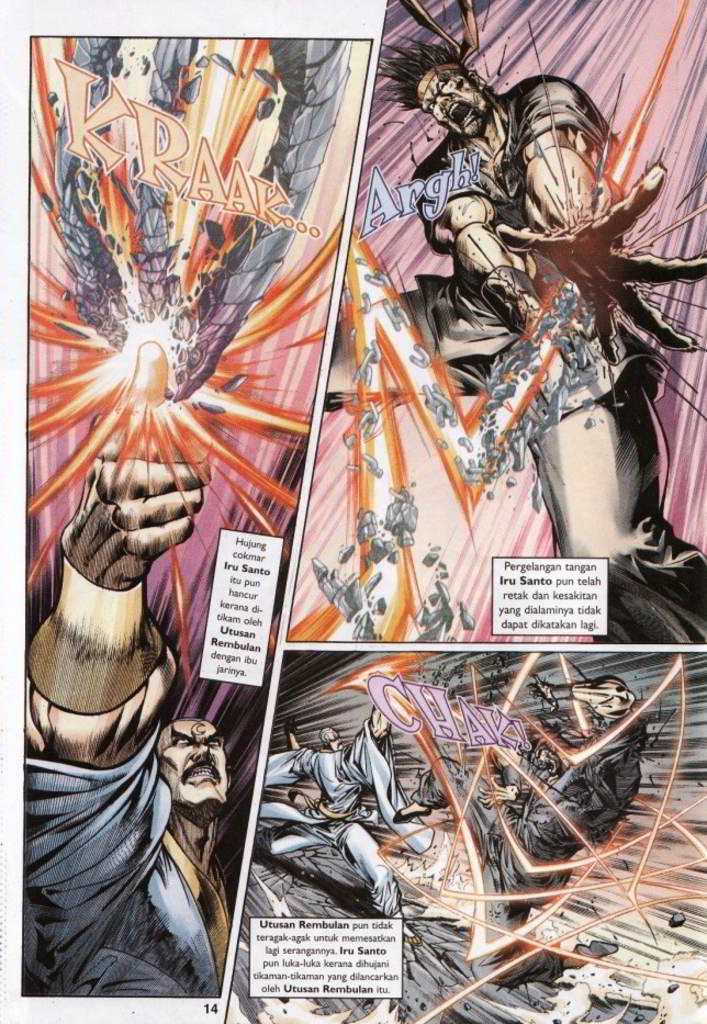 KRAAK...
Hujung
cokmar
Iru Santo
itu pun
hancur
kerana di-
tikam oleh
Utusan
Rembulan
dengan ibu
jarinya.
Argh!
Pergelangan tangan
Iru Santo pun telah
retak dan kesakitan
yang dialaminya tidak
dapat dikatakan lagi.
CHAK!
Utusan Rembulan pun tidak
teragak-agak untuk memesatkan
lagi serangannya. Iru Santo
pun luka-luka kerana dihujani
tikaman-tikaman yang dilancarkan
oleh Utusan Rembulan itu.
14